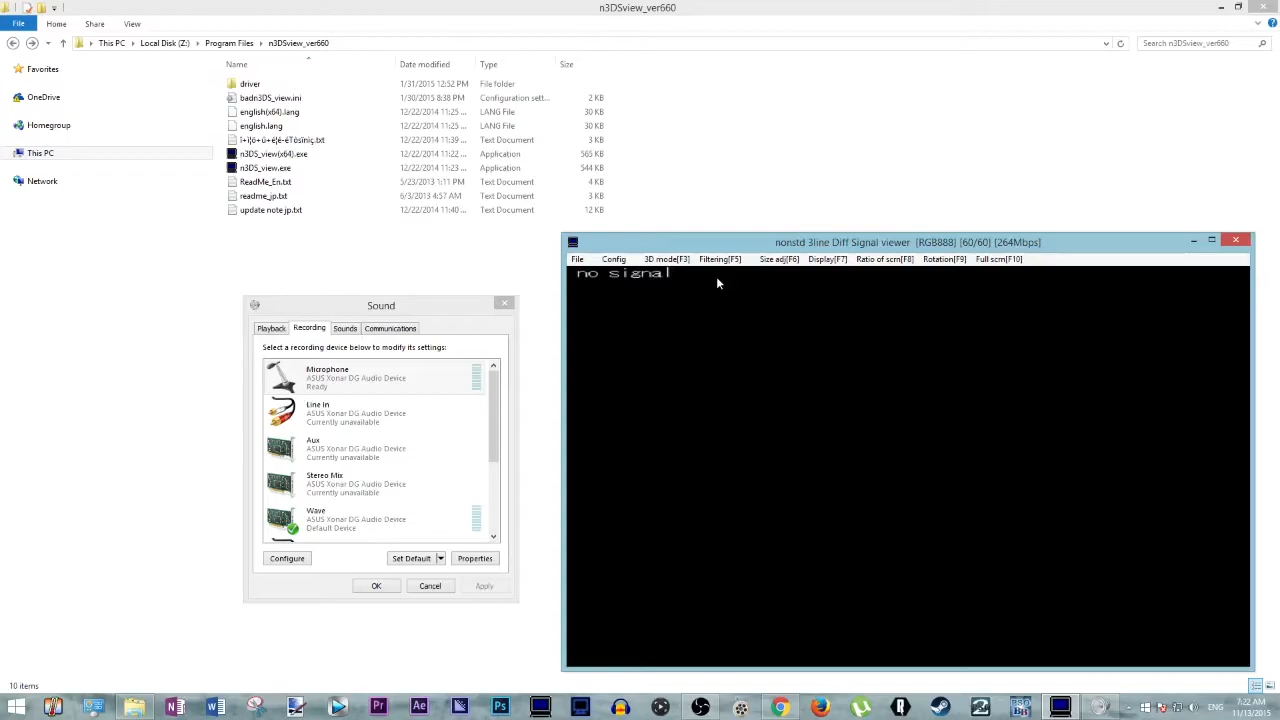 n3DSview_ver660
File Home Share View
This PC Local Disk (Z:) Program Files n3DSview_ver660
Search n3DSview_ver660
Name Date modified Type Size
Favorites
OneDrive
Homegroup
This PC
Network
driver 1/31/2015 12:52 PM File folder
badn3DS_view.ini 1/30/2015 8:38 PM Configuration sett... 2 KB
english(x64).lang 12/22/2014 11:25 ... LANG File 30 KB
english.lang 12/22/2014 11:25 ... LANG File 30 KB
12/22/2014 11:39 ... Text Document 3 KB
n3DS_view(x64).exe 12/22/2014 11:22 ... Application 565 KB
n3DS_view.exe 12/22/2014 11:23 ... Application 544 KB
ReadMe_En.txt 5/23/2013 1:11 PM Text Document 4 KB
readme_jp.txt 6/3/2013 4:57 AM Text Document 3 KB
update note jp.txt 12/22/2014 11:40 ... Text Document 12 KB
nonstd 3line Diff Signal viewer [RGB888] [60/60] [264Mbps]
File Config 3D mode[F3] Filtering[F5] Size adj[F6] Display[F7] Ratio of scrn[F8] Rotation[F9] Full scrn[F10]
no signal
Sound
Playback Recording Sounds Communications
Select a recording device below to modify its settings:
Microphone
ASUS Xonar DG Audio Device
Ready
Line In
ASUS Xonar DG Audio Device
Currently unavailable
Aux
ASUS Xonar DG Audio Device
Currently unavailable
Stereo Mix
ASUS Xonar DG Audio Device
Currently unavailable
Wave
ASUS Xonar DG Audio Device
Default Device
Configure Set Default Properties
OK Cancel Apply
10 items
7:22 AM
ENG
11/13/2015